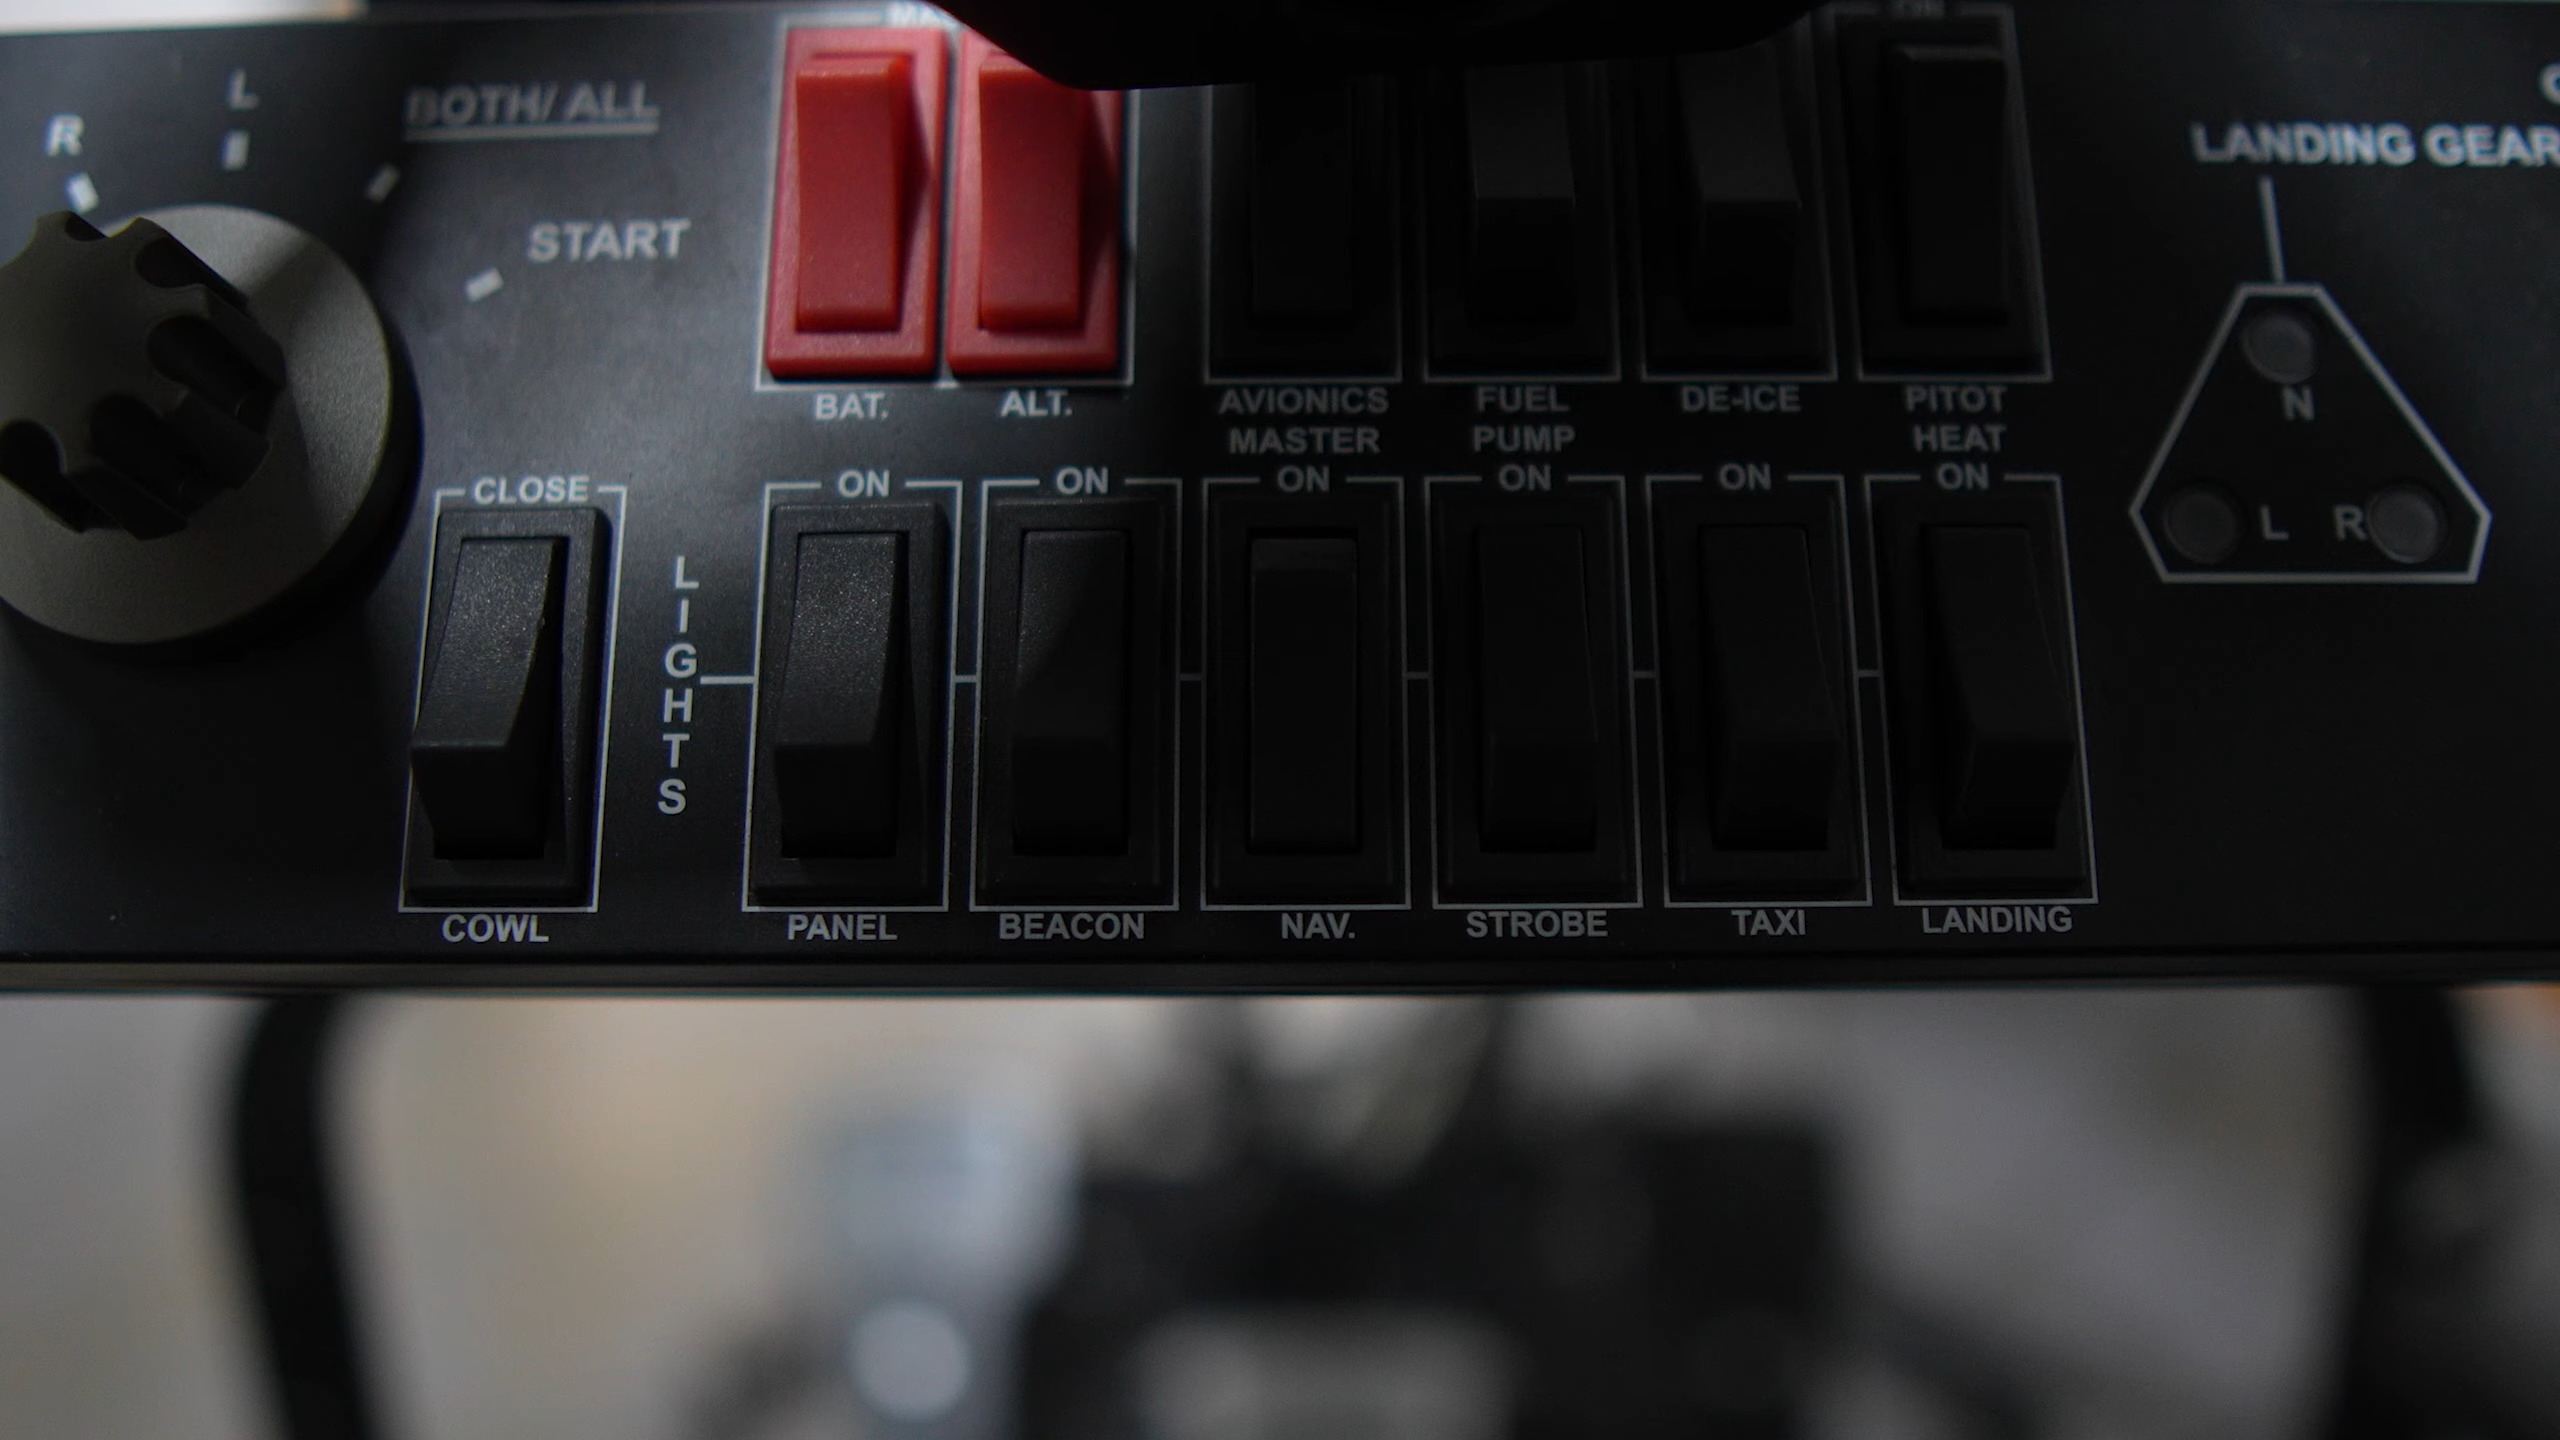 R
L
BOTH/ ALL
START
BAT.
ALT.
AVIONICS
MASTER
FUEL
PUMP
DE-ICE
PITOT
HEAT
LANDING GEAR
N
L
R
CLOSE
COWL
LIGHTS
ON
PANEL
ON
BEACON
ON
NAV.
ON
STROBE
ON
TAXI
ON
LANDING